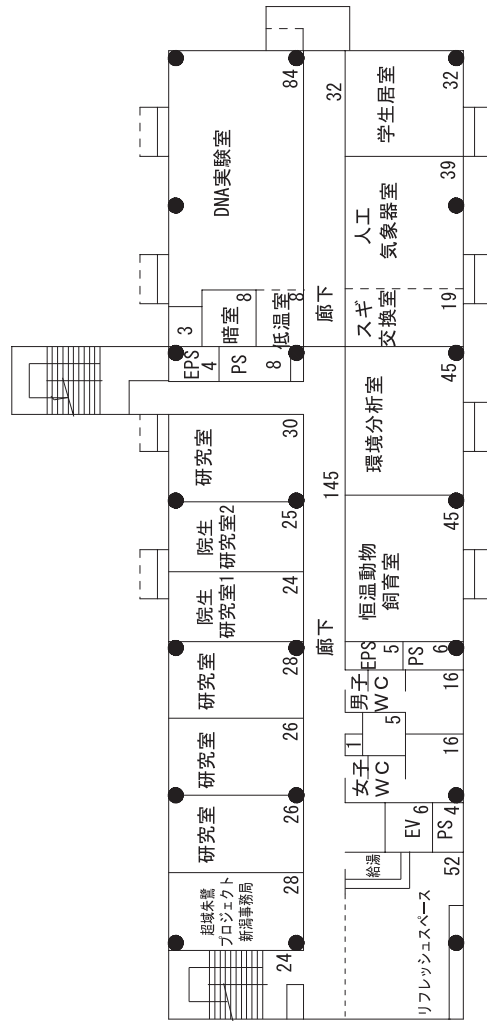 DNA実験室
84
32
学生居室
32
3
暗室
8
低温室
8
廊下
人工
気象器室
39
スギ
交換室
19
EPS
4
PS
8
研究室
30
環境分析室
45
145
院生
研究室2
25
恒温動物
飼育室
45
院生
研究室1
24
廊下
EPS
5
PS
6
研究室
28
男子
WC
16
研究室
26
1
5
女子
WC
16
研究室
26
EV
6
PS
4
超域朱鷺
プロジェクト
新潟事務局
28
給湯
52
24
リフレッシュスペース